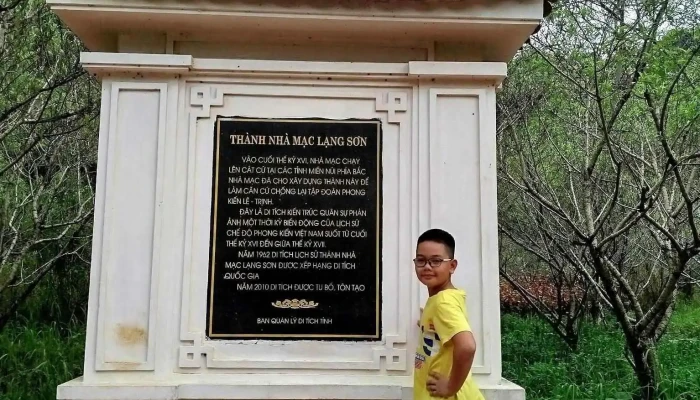 THÀNH NHÀ MẠC LẠNG SƠN
VÀO CUỐI THẾ KỶ XVI, NHÀ MẠC CHẠY
LÊN CÁT CỨ TẠI CÁC TỈNH MIỀN NÚI PHÍA BẮC
NHÀ MẠC ĐÃ CHO XÂY DỰNG THÀNH NÀY ĐỂ
LÀM CĂN CỨ CHỐNG LẠI TẬP ĐOÀN PHONG
KIẾN LÊ - TRỊNH.
ĐÂY LÀ DI TÍCH KIẾN TRÚC QUÂN SỰ PHẢN
ÁNH MỘT THỜI KỲ BIẾN ĐỘNG CỦA LỊCH SỬ
CHẾ ĐỘ PHONG KIẾN VIỆT NAM SUỐT TỪ CUỐI
THẾ KỶ XVI ĐẾN GIỮA THẾ KỶ XVII.
NĂM 1962 DI TÍCH LỊCH SỬ THÀNH NHÀ
MẠC LẠNG SƠN ĐƯỢC XẾP HẠNG DI TÍCH
QUỐC GIA
NĂM 2010 DI TÍCH ĐƯỢC TU BỔ, TÔN TẠO
BAN QUẢN LÝ DI TÍCH TỈNH